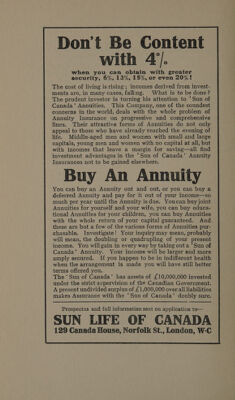 Don't Be Content
with 4%
when you can obtain with greater
security, 6%, 13%, 18%, or even 20%!
The cost of living is rising; incomes derived from invest-
ments are, in many cases, falling. What is to be done?
The prudent investor is turning his attention to "Sun of
Canada" Annuities. This Company, one of the soundest
concerns in the world, deals with the whole problem of
Annuity Insurance on progressive and comprehensive
lines. Their attractive forms of Annuities do not only
appeal to those who have already reached the evening of
life. Middle-aged men and women with small and large
capitals, young men and women with no capital at all, but
with incomes that leave a margin for saving—all find
investment advantages in the "Sun of Canada" Annuity
Insurances not to be gained elsewhere.
Buy An Annuity
You can buy an Annuity out and out, or you can buy a
deferred Annuity and pay for it out of your income—so
much per year until the Annuity is due. You can buy joint
Annuities for yourself and your wife, you can buy educa-
tional Annuities for your children, you can buy Annuities
with the whole return of your capital guaranteed. And
these are but a few of the various forms of Annuities pur-
chasable. Investigate! Your inquiry may mean, probably
will mean, the doubling or quadrupling of your present
income. You will gain in every way by taking out a "Sun of
Canada" Annuity. Your income will be larger and more
amply secured. If you happen to be in indifferent health
when the arrangement is made you will have still better
terms offered you.
The "Sun of Canada" has assets of £10,000,000 invested
under the strict supervision of the Canadian Government.
A present undivided surplus of £1,000,000 over all liabilities
makes Assurance with the "Sun of Canada" doubly sure.
Prospectus and full information sent on application to—
SUN LIFE OF CANADA
129 Canada House, Norfolk St., London, W·C